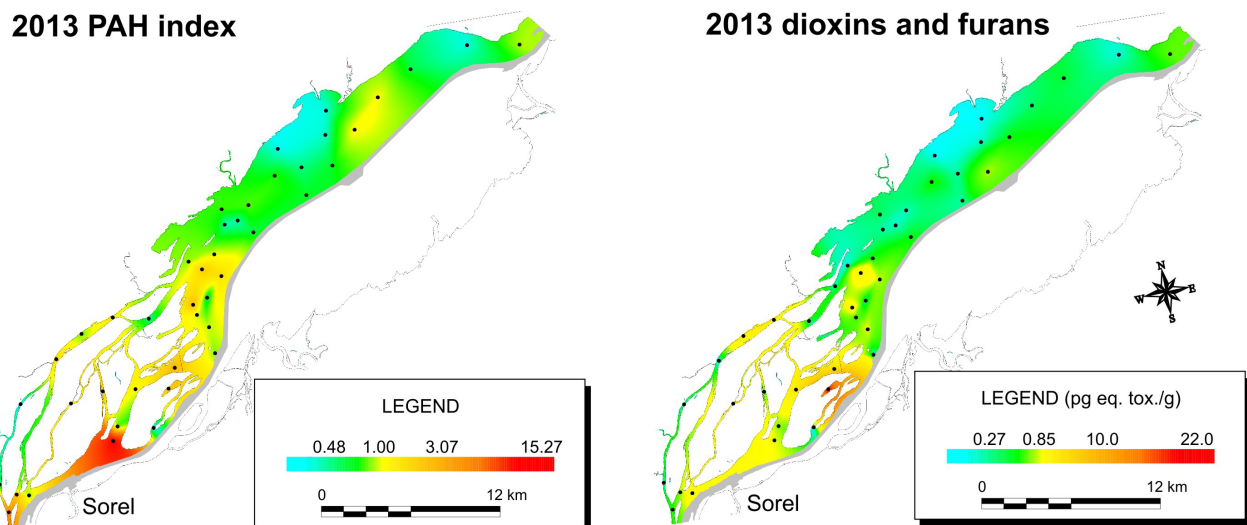 2013 PAH index
2013 dioxins and furans
N
W
E
S
LEGEND
0.48 1.00 3.07 15.27
0 12 km
Sorel
LEGEND (pg eq. tox./g)
0.27 0.85 10.0 22.0
0 12 km
Sorel